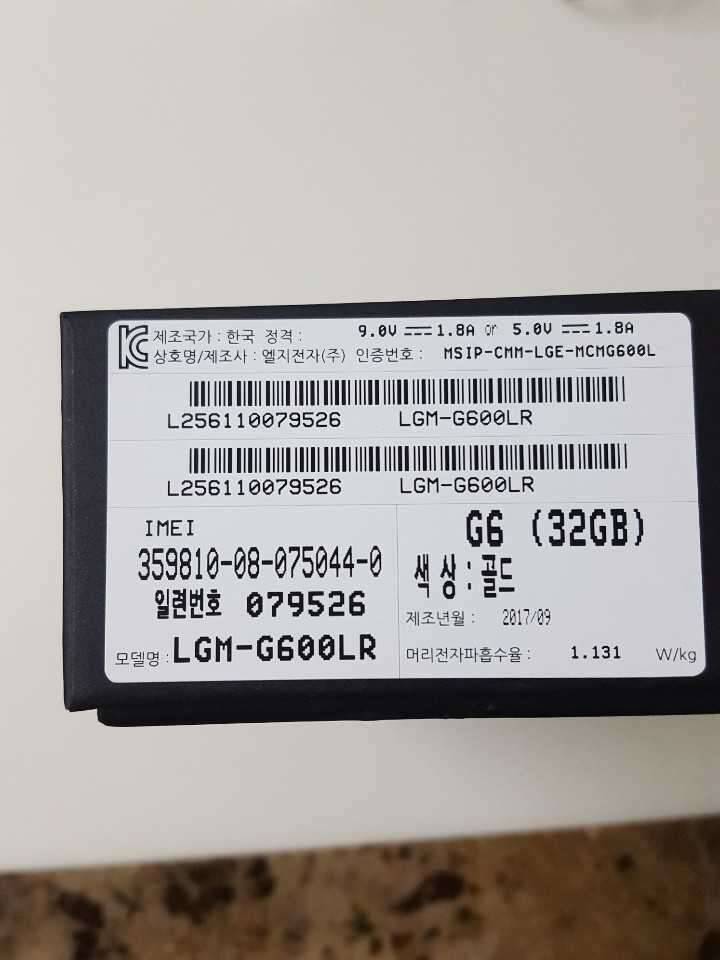 KC 제조국가 : 한국 정격 : 9.0V ⎓ 1.8A or 5.0V ⎓ 1.8A
상호명/제조사 : 엘지전자(주) 인증번호 : MSIP-CMM-LGE-MCMG600L
L256110079526 LGM-G600LR
L256110079526 LGM-G600LR
IMEI
359810-08-075044-0
일련번호 079526
모델명 : LGM-G600LR
G6 (32GB)
색상 : 골드
제조년월 : 2017/09
머리전자파흡수율 : 1.131 W/kg